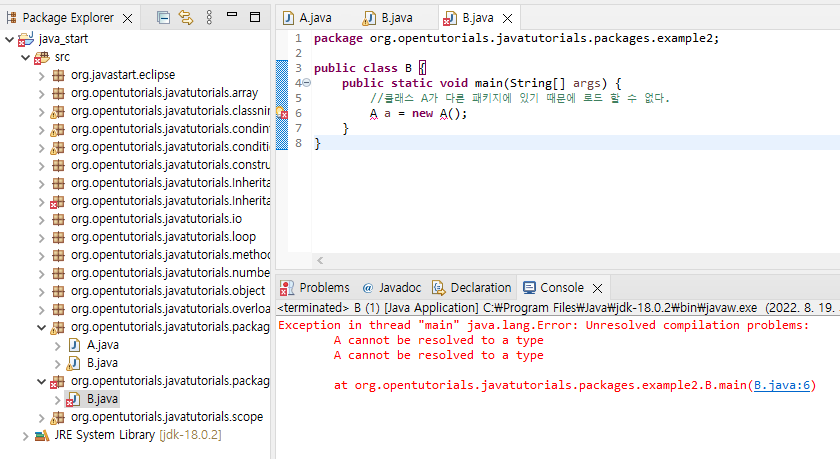 Package Explorer
java_start
src
org.javastart.eclipse
org.opentutorials.javatutorials.array
org.opentutorials.javatutorials.classnin
org.opentutorials.javatutorials.condint
org.opentutorials.javatutorials.conditi
org.opentutorials.javatutorials.constru
org.opentutorials.javatutorials.Inherita
org.opentutorials.javatutorials.Inherita
org.opentutorials.javatutorials.io
org.opentutorials.javatutorials.loop
org.opentutorials.javatutorials.metho
org.opentutorials.javatutorials.numbe
org.opentutorials.javatutorials.object
org.opentutorials.javatutorials.overloa
org.opentutorials.javatutorials.packag
A.java
B.java
org.opentutorials.javatutorials.packag
B.java
org.opentutorials.javatutorials.scope
JRE System Library [jdk-18.0.2]
A.java B.java B.java
1 package org.opentutorials.javatutorials.packages.example2;
2
3 public class B {
4 public static void main(String[] args) {
5 //클래스 A가 다른 패키지에 있기 때문에 로드 할 수 없다.
6 A a = new A();
7 }
8 }
Problems @ Javadoc Declaration Console
<terminated> B (1) [Java Application] C:₩Program Files₩Java₩jdk-18.0.2₩bin₩javaw.exe (2022. 8. 19.
Exception in thread "main" java.lang.Error: Unresolved compilation problems:
A cannot be resolved to a type
A cannot be resolved to a type
at org.opentutorials.javatutorials.packages.example2.B.main(B.java:6)